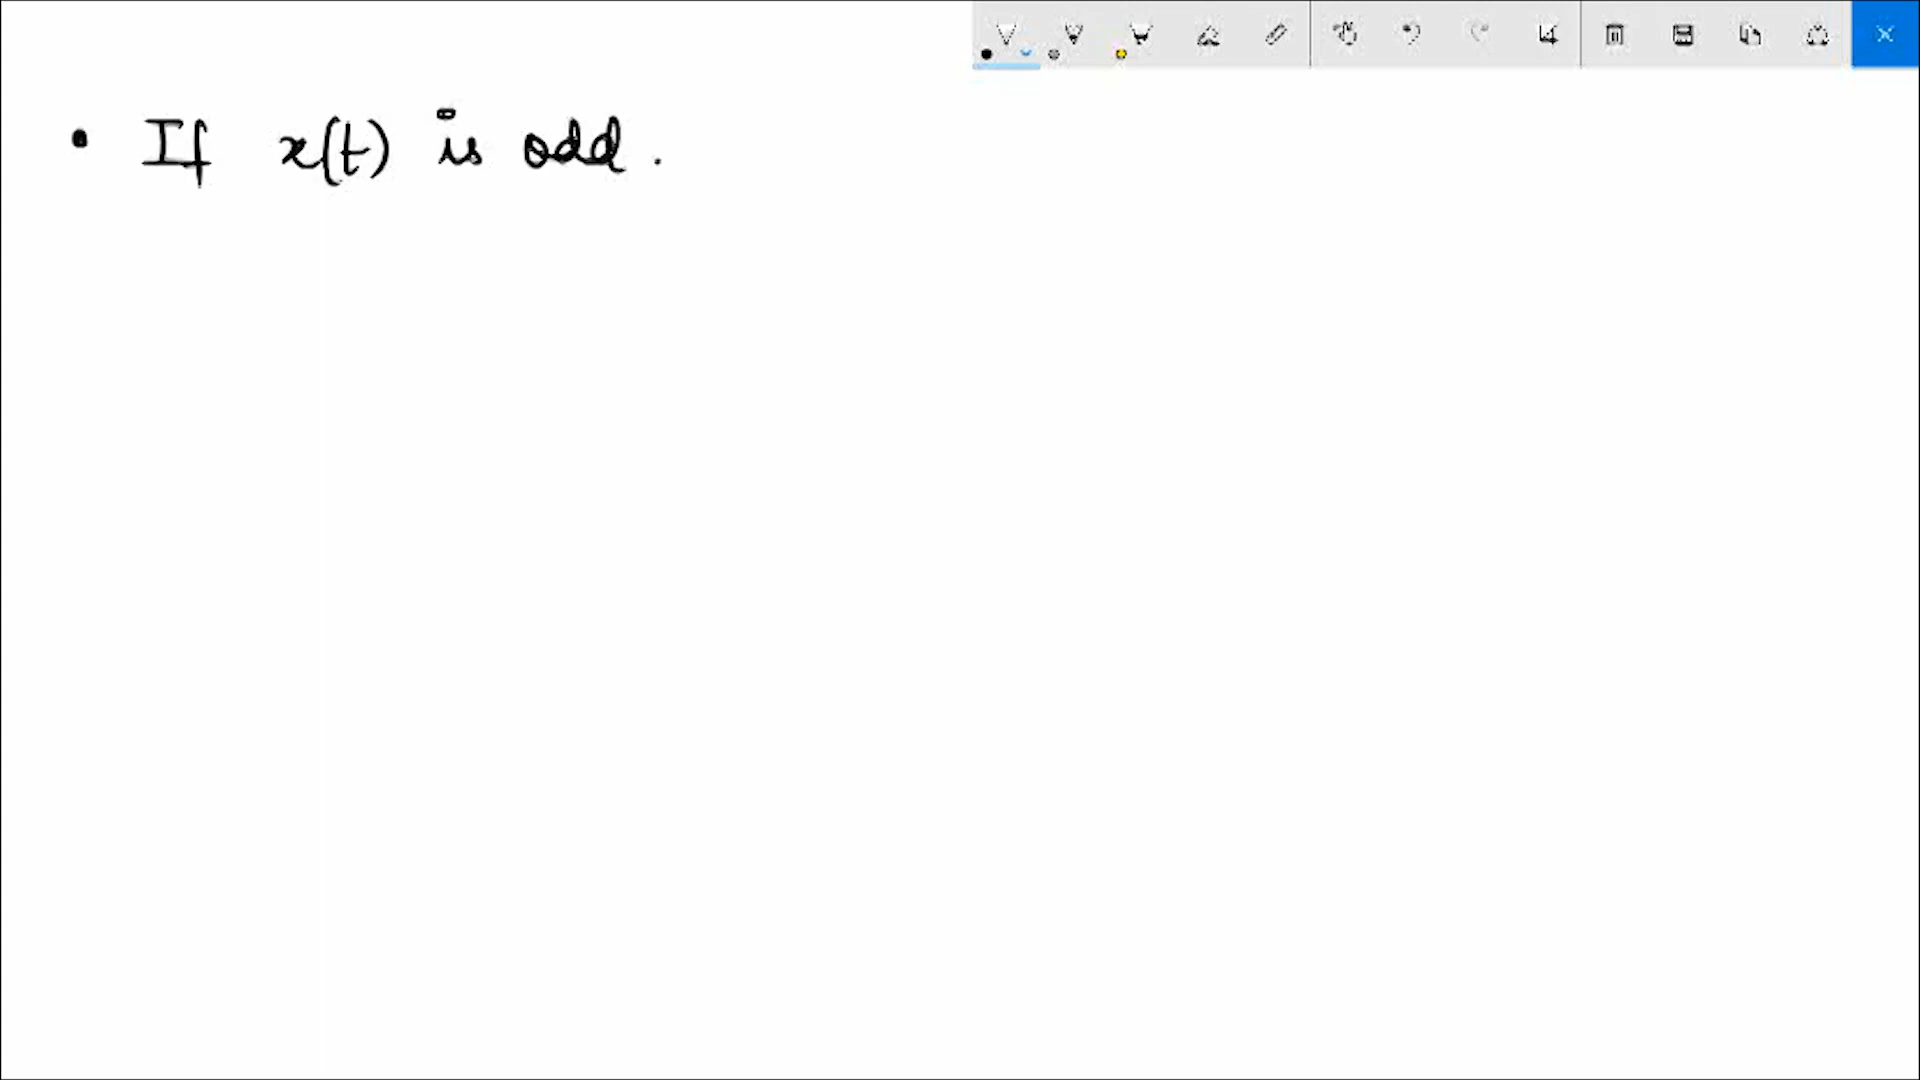 • If x(t) is odd.